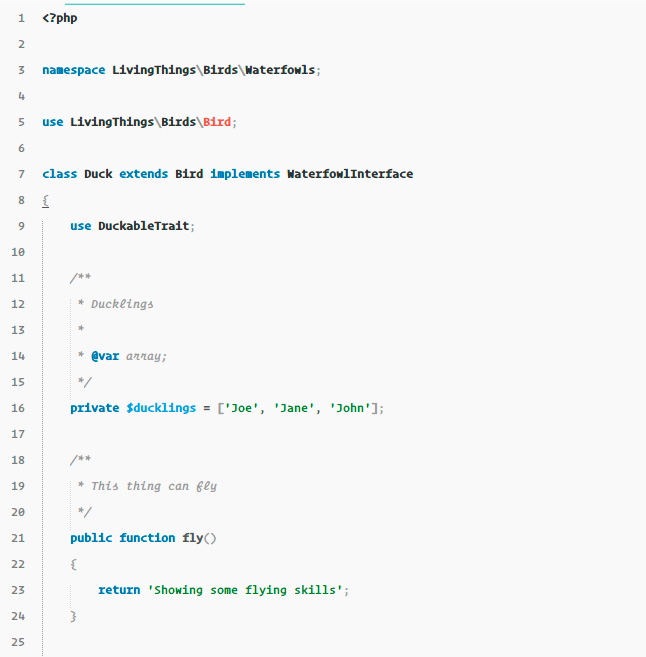 1 <?php
2
3 namespace LivingThings\Birds\Waterfowls;
4
5 use LivingThings\Birds\Bird;
6
7 class Duck extends Bird implements WaterfowlInterface
8 {
9     use DuckableTrait;
10
11     /**
12      * Ducklings
13      *
14      * @var array;
15      */
16     private $ducklings = ['Joe', 'Jane', 'John'];
17
18     /**
19      * This thing can fly
20      */
21     public function fly()
22     {
23         return 'Showing some flying skills';
24     }
25